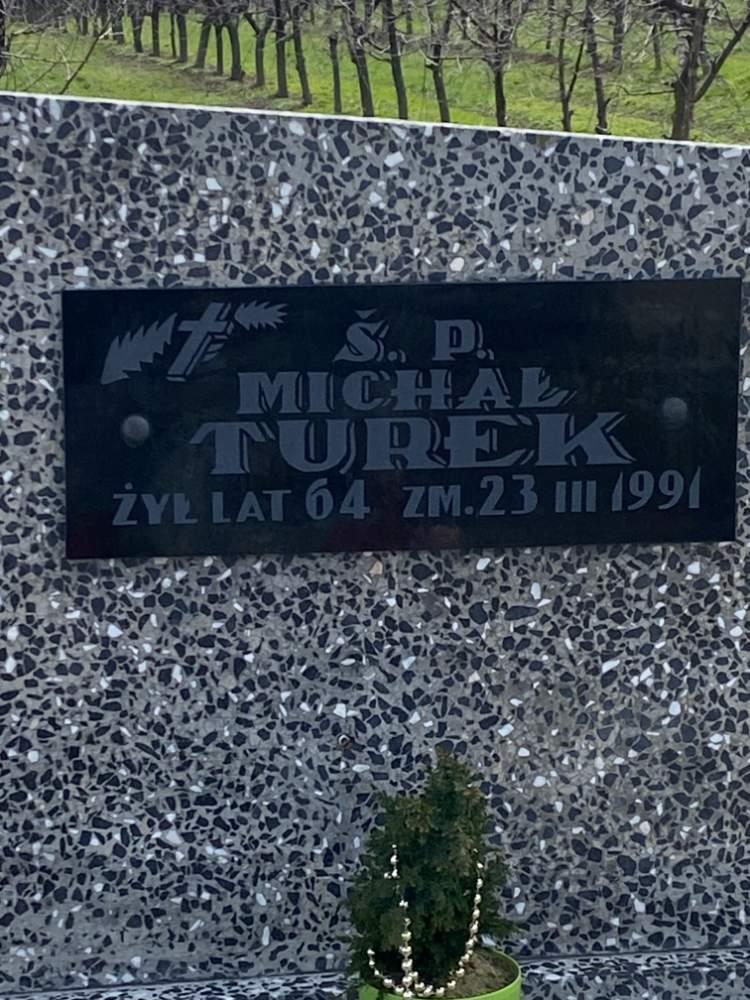 Ś. P.
MICHAŁ
TUREK
ŻYŁ LAT 64 ZM. 23 III 1991